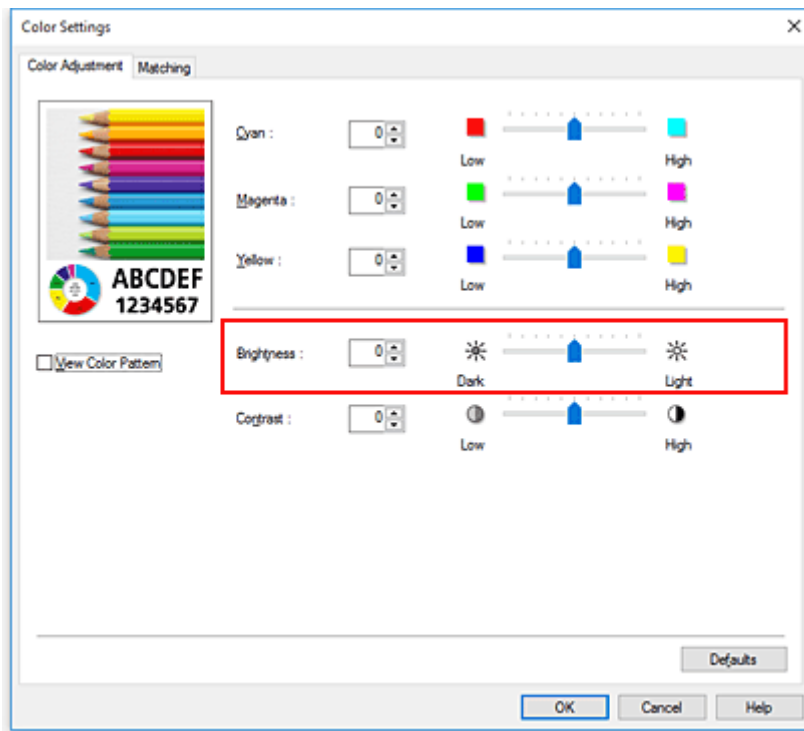 Color Settings
Color Adjustment Matching
Cyan : 0
Low High
Magenta : 0
Low High
Yellow : 0
Low High
ABCDEF
1234567
View Color Pattern
Brightness : 0
Dark Light
Contrast : 0
Low High
Defaults
OK Cancel Help